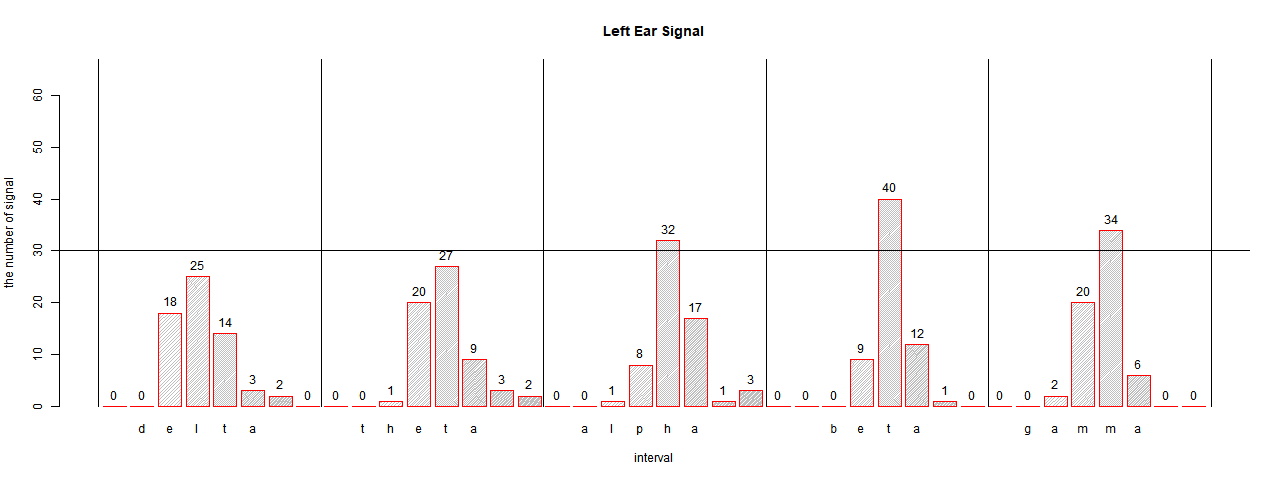 Left Ear Signal
the number of signal
60
50
40
30
20
10
0
0 0 18 25 14 3 2 0 0 0 1 20 27 9 3 2 0 0 1 8 32 17 1 3 0 0 0 9 40 12 1 0 0 0 2 20 34 6 0 0
d e l t a t h e t a a l p h a b e t a g a m m a
interval